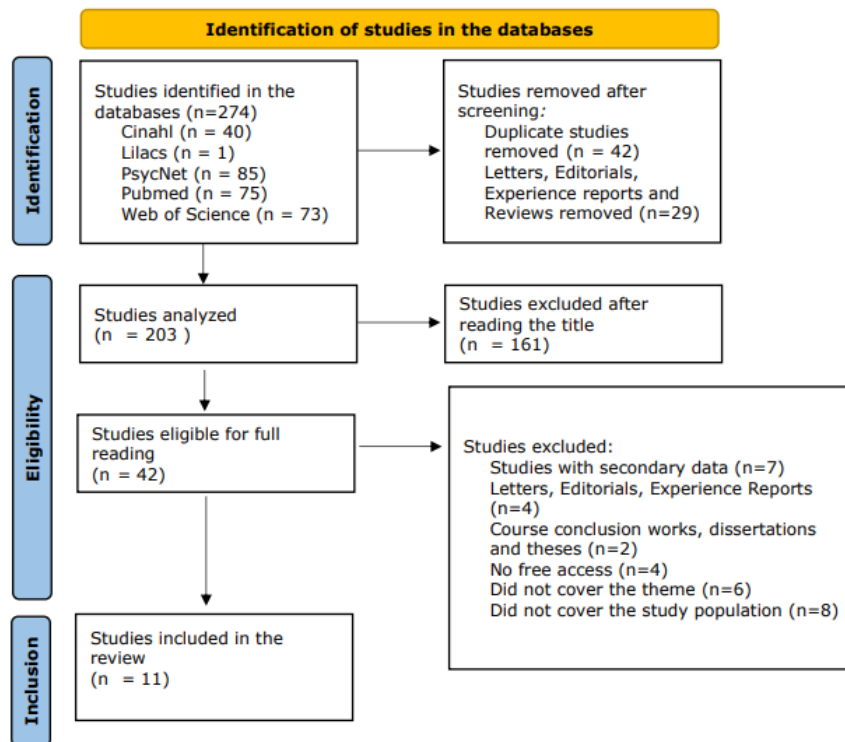 Identification of studies in the databases
Identification
Studies identified in the
databases (n=274)
Cinahl (n = 40)
Lilacs (n = 1)
PsycNet (n = 85)
Pubmed (n = 75)
Web of Science (n = 73)
Studies removed after
screening:
Duplicate studies
removed (n = 42)
Letters, Editorials,
Experience reports and
Reviews removed (n=29)
Eligibility
Studies analyzed
(n = 203 )
Studies excluded after
reading the title
(n = 161)
Studies eligible for full
reading
(n = 42)
Studies excluded:
Studies with secondary data (n=7)
Letters, Editorials, Experience Reports
(n=4)
Course conclusion works, dissertations
and theses (n=2)
No free access (n=4)
Did not cover the theme (n=6)
Did not cover the study population (n=8)
Inclusion
Studies included in the
review
(n = 11)